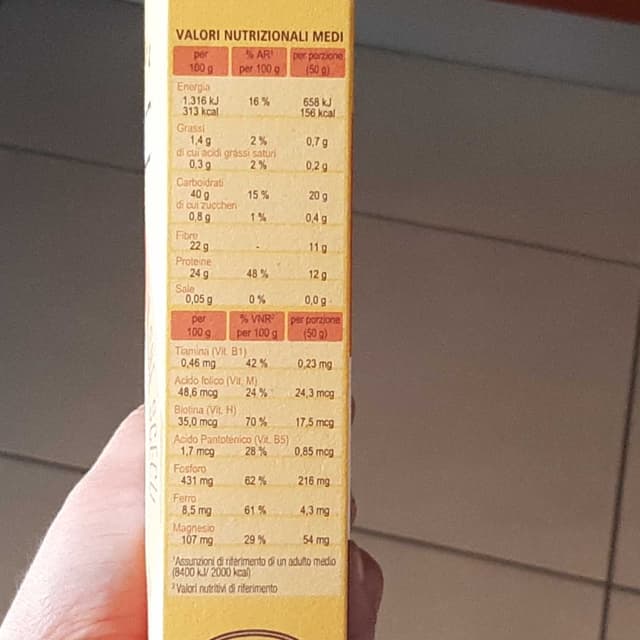 VALORI NUTRIZIONALI MEDI
per % AR¹ per porzione
100 g per 100 g (50 g)
Energia
1.316 kJ 16 % 658 kJ
313 kcal 156 kcal
Grassi
1,4 g 2 % 0,7 g
di cui acidi grassi saturi
0,3 g 2 % 0,2 g
Carboidrati
40 g 15 % 20 g
di cui zuccheri
0,8 g 1 % 0,4 g
Fibre
22 g - 11 g
Proteine
24 g 48 % 12 g
Sale
0,05 g 0 % 0,0 g
per % VNR² per porzione
100 g per 100 g (50 g)
Tiamina (Vit. B1)
0,46 mg 42 % 0,23 mg
Acido folico (Vit. M)
48,6 mcg 24 % 24,3 mcg
Biotina (Vit. H)
35,0 mcg 70 % 17,5 mcg
Acido Pantotenico (Vit. B5)
1,7 mcg 28 % 0,85 mcg
Fosforo
431 mg 62 % 216 mg
Ferro
8,5 mg 61 % 4,3 mg
Magnesio
107 mg 29 % 54 mg
¹Assunzioni di riferimento di un adulto medio
(8400 kJ/ 2000 kcal)
² Valori nutritivi di riferimento